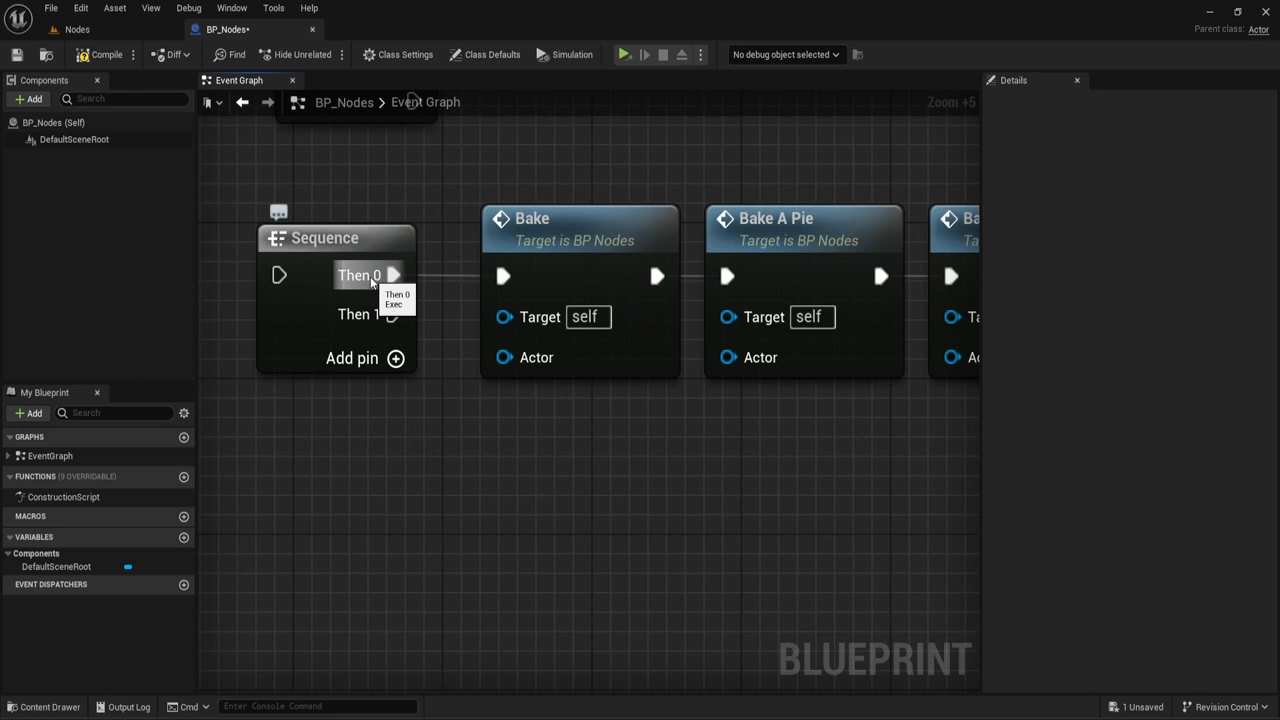 File Edit Asset View Debug Window Tools Help
Nodes BP_Nodes*
Parent class: Actor
Compile Diff Find Hide Unrelated Class Settings Class Defaults Simulation No debug object selected
Components Event Graph Details
Add Search BP_Nodes > Event Graph Zoom +5
BP_Nodes (Self)
DefaultSceneRoot
Sequence
Then 0
Then 1
Add pin
Then 0
Exec
Bake
Target is BP Nodes
Target self
Actor
Bake A Pie
Target is BP Nodes
Target self
Actor
My Blueprint
Add Search
GRAPHS
EventGraph
FUNCTIONS (9 OVERRIDABLE)
ConstructionScript
MACROS
VARIABLES
Components
DefaultSceneRoot
EVENT DISPATCHERS
BLUEPRINT
Content Drawer Output Log Cmd Enter Console Command 1 Unsaved Revision Control